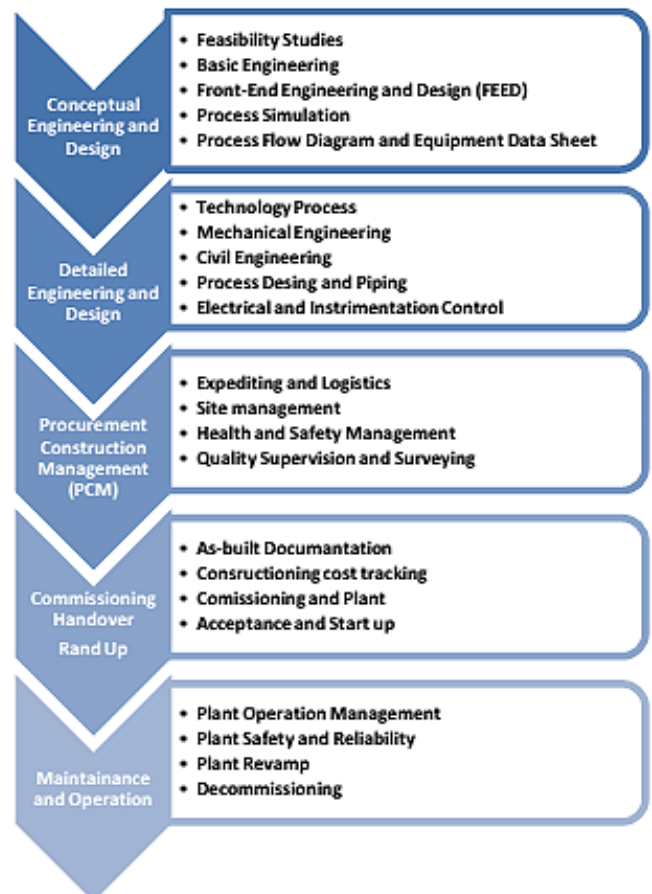 Conceptual
Engineering and
Design
• Feasibility Studies
• Basic Engineering
• Front-End Engineering and Design (FEED)
• Process Simulation
• Process Flow Diagram and Equipment Data Sheet
Detailed
Engineering and
Design
• Technology Process
• Mechanical Engineering
• Civil Engineering
• Process Desing and Piping
• Electrical and Instrimentation Control
Procurement
Construction
Management
(PCM)
• Expediting and Logistics
• Site management
• Health and Safety Management
• Quality Supervision and Surveying
Commissioning
Handover
Rand Up
• As-built Documantation
• Consructioning cost tracking
• Comissioning and Plant
• Acceptance and Start up
Maintainance
and Operation
• Plant Operation Management
• Plant Safety and Reliability
• Plant Revamp
• Decommissioning